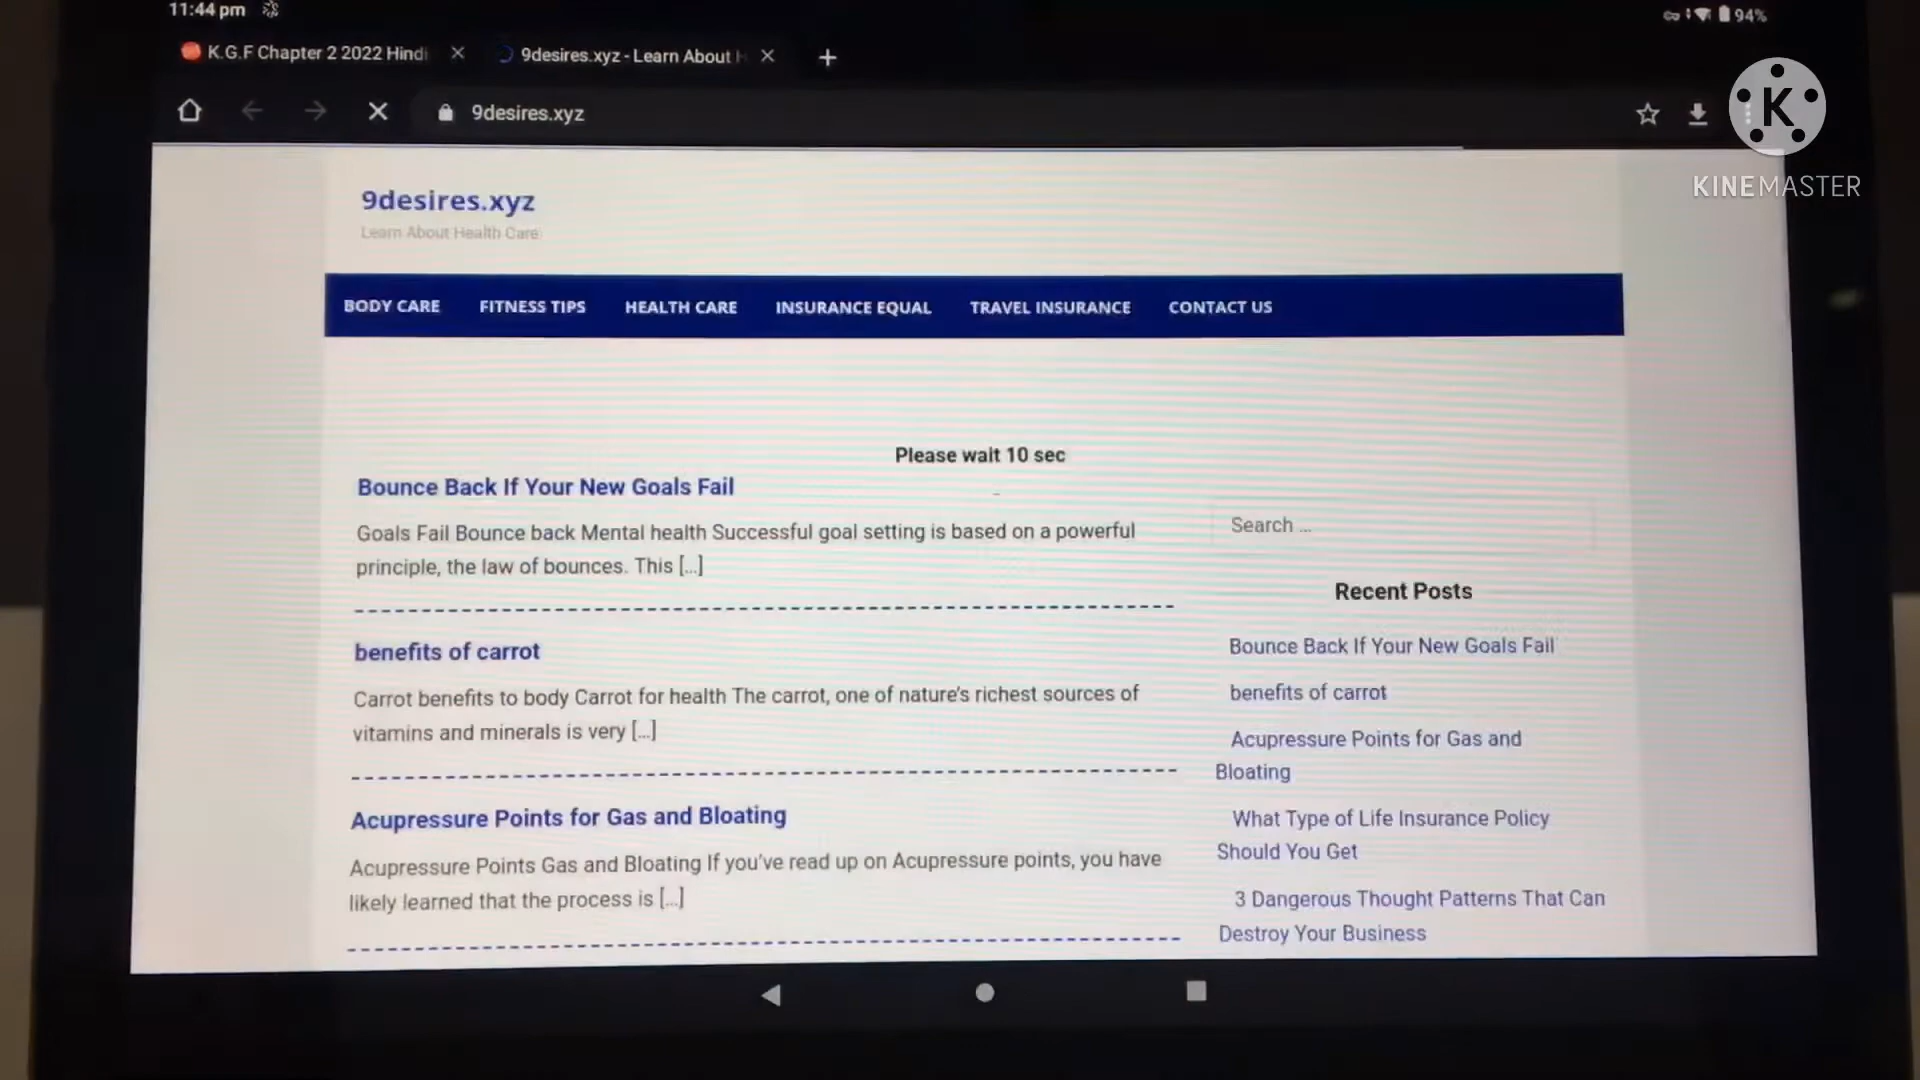 11:44 pm
94%
K.G.F Chapter 2 2022 Hindi
9desires.xyz - Learn About H
9desires.xyz
K
KINEMASTER
9desires.xyz
Learn About Health Care
BODY CARE FITNESS TIPS HEALTH CARE INSURANCE EQUAL TRAVEL INSURANCE CONTACT US
Please wait 10 sec
Bounce Back If Your New Goals Fail
Goals Fail Bounce back Mental health Successful goal setting is based on a powerful
principle, the law of bounces. This [...]
benefits of carrot
Carrot benefits to body Carrot for health The carrot, one of nature's richest sources of
vitamins and minerals is very [...]
Acupressure Points for Gas and Bloating
Acupressure Points Gas and Bloating If you've read up on Acupressure points, you have
likely learned that the process is [...]
Search ...
Recent Posts
Bounce Back If Your New Goals Fail
benefits of carrot
Acupressure Points for Gas and
Bloating
What Type of Life Insurance Policy
Should You Get
3 Dangerous Thought Patterns That Can
Destroy Your Business